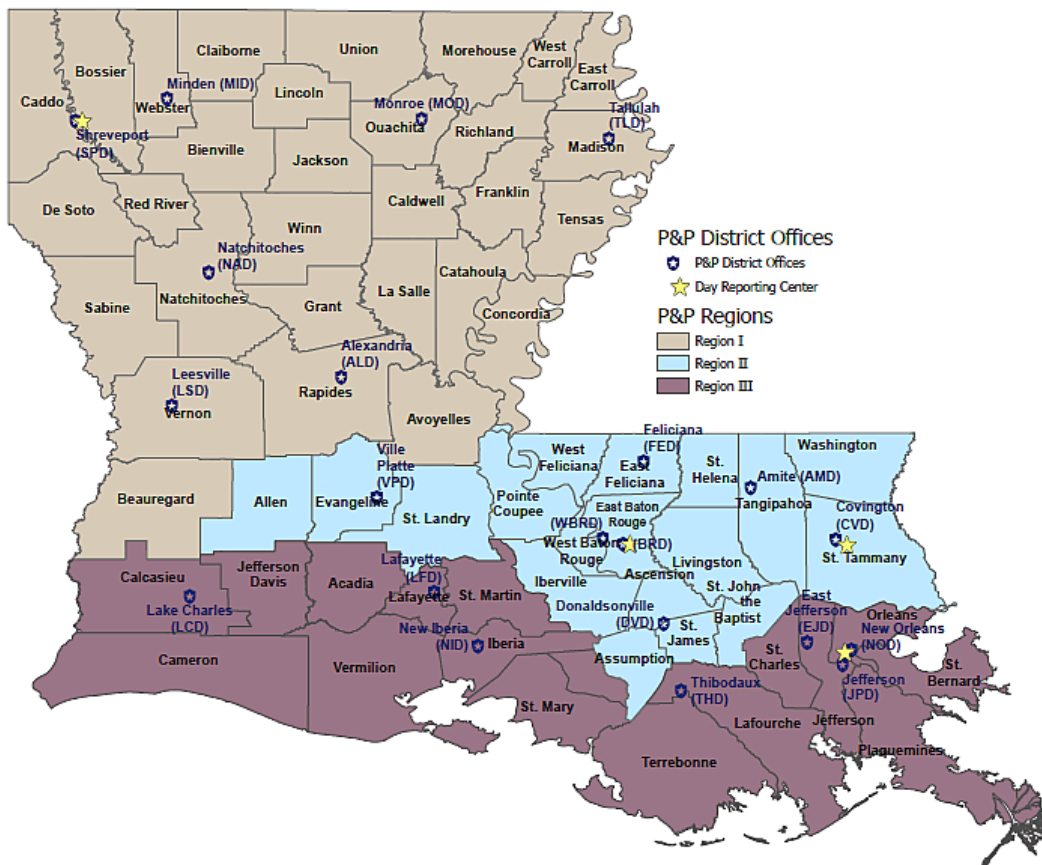 Claiborne
Union
Morehouse
West
Carroll
East
Carroll
Bossier
Minden (MID)
Webster
Lincoln
Caddo
Monroe (MOD)
Ouachita
Tallulah
(TLD)
Richland
Madison
Shreveport
(SPD)
Bienville
Jackson
Franklin
Caldwell
De Soto
Red River
Tensas
Winn
Natchitoches
(NAD)
Natchitoches
Catahoula
La Salle
Sabine
Grant
Concordia
P&P District Offices
P&P District Offices
Day Reporting Center
P&P Regions
Region I
Region II
Region III
Alexandria
(ALD)
Rapides
Leesville
(LSD)
Vernon
Avoyelles
Beauregard
Allen
Ville
Platte
(VPD)
Evangeline
St. Landry
Pointe
Coupee
West
Feliciana
Feliciana
(FED)
East
Feliciana
St.
Helena
Washington
Amite (AMD)
Tangipahoa
Covington
(CVD)
St. Tammany
East Baton
Rouge
(WBRD)
West Baton
Rouge
(BRD)
Livingston
Ascension
Iberville
St. John
the
Baptist
Donaldsonville
(DVD)
St.
James
Assumption
Calcasieu
Jefferson
Davis
Acadia
Lafayette
(LFD)
Lafayette
St. Martin
Lake Charles
(LCD)
New Iberia
(NID)
Iberia
Cameron
Vermilion
St. Mary
Thibodaux
(THD)
Terrebonne
Lafourche
St.
Charles
East
Jefferson
(EJD)
Orleans
New Orleans
(NOD)
St.
Bernard
Jefferson
(JPD)
Jefferson
Plaquemines